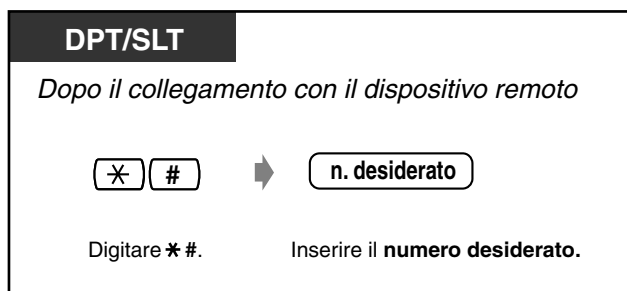 DPT/SLT
Dopo il collegamento con il dispositivo remoto
* # n. desiderato
Digitare * #. Inserire il numero desiderato.